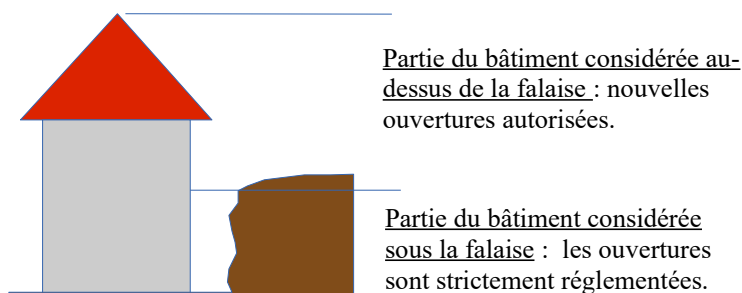 Partie du bâtiment considérée au-
dessus de la falaise : nouvelles
ouvertures autorisées.
Partie du bâtiment considérée
sous la falaise :  les ouvertures
sont strictement réglementées.